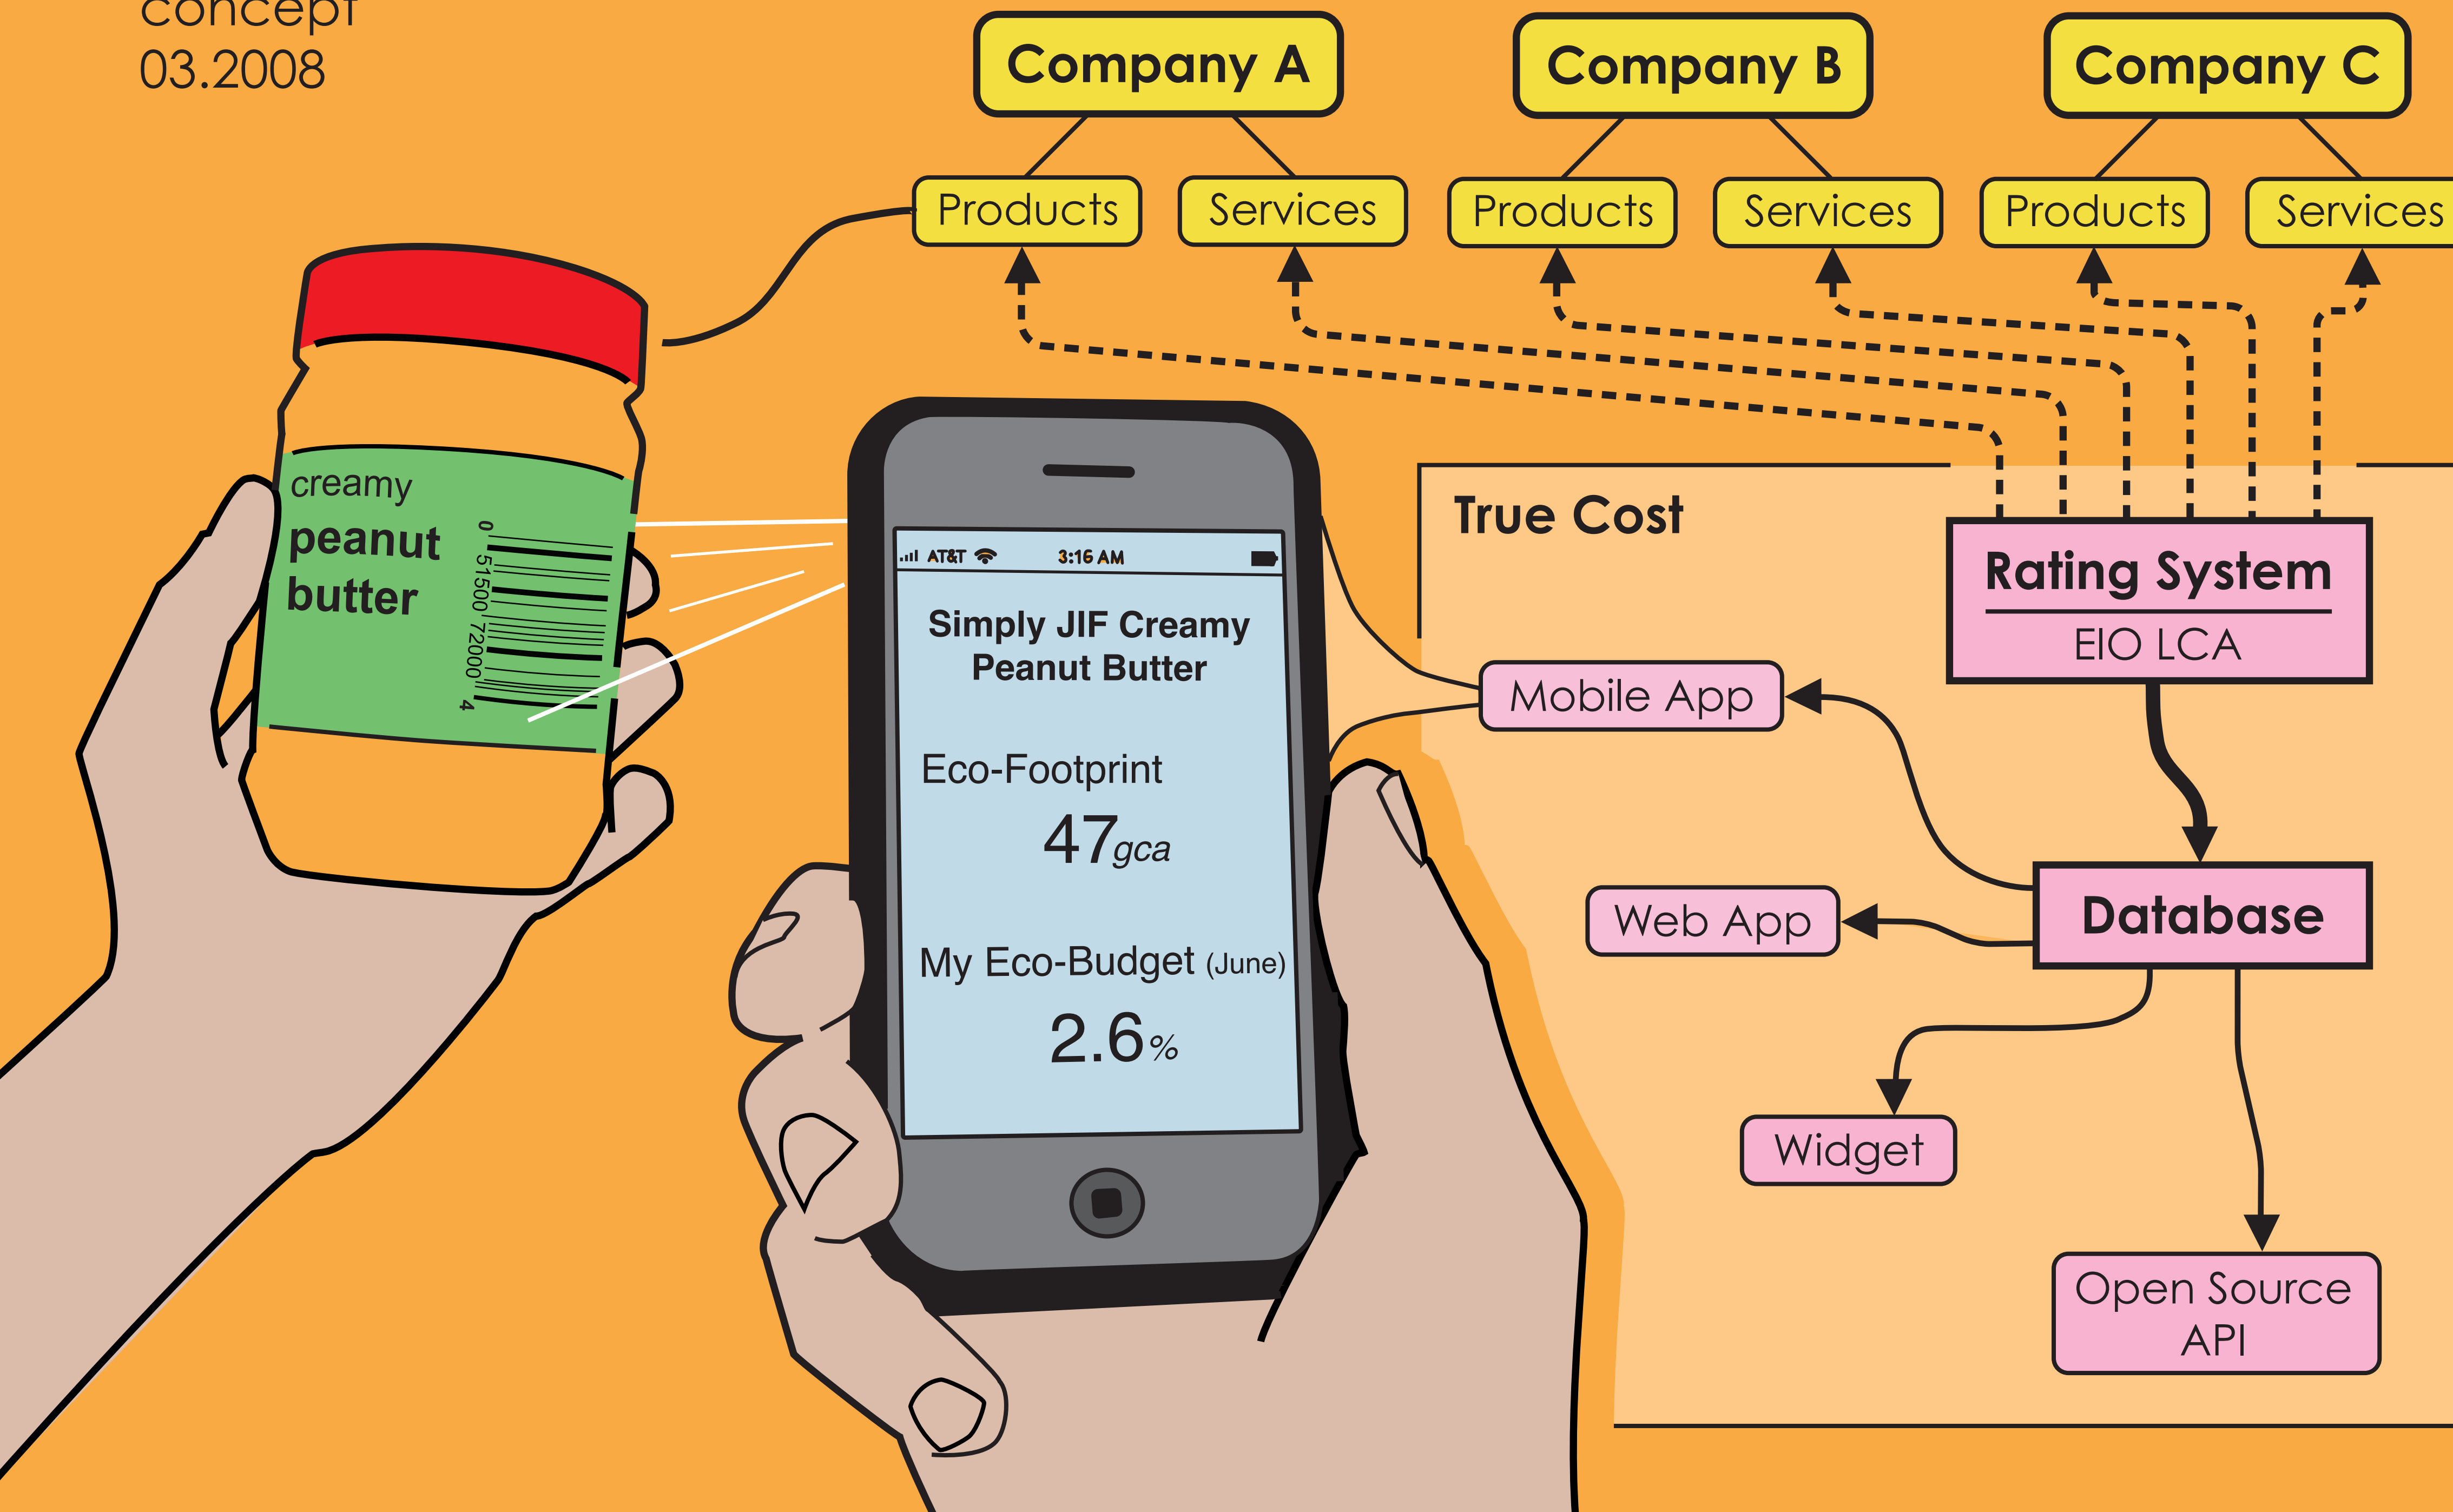 concept
03.2008
Company A
Company B
Company C
Products
Services
Products
Services
Products
Services
creamy
peanut
butter
0 51500 72000 4
AT&T 3:16 AM
Simply JIF Creamy
Peanut Butter
Eco-Footprint
47gca
My Eco-Budget (June)
2.6%
True Cost
Rating System
EIO LCA
Mobile App
Database
Web App
Widget
Open Source
API